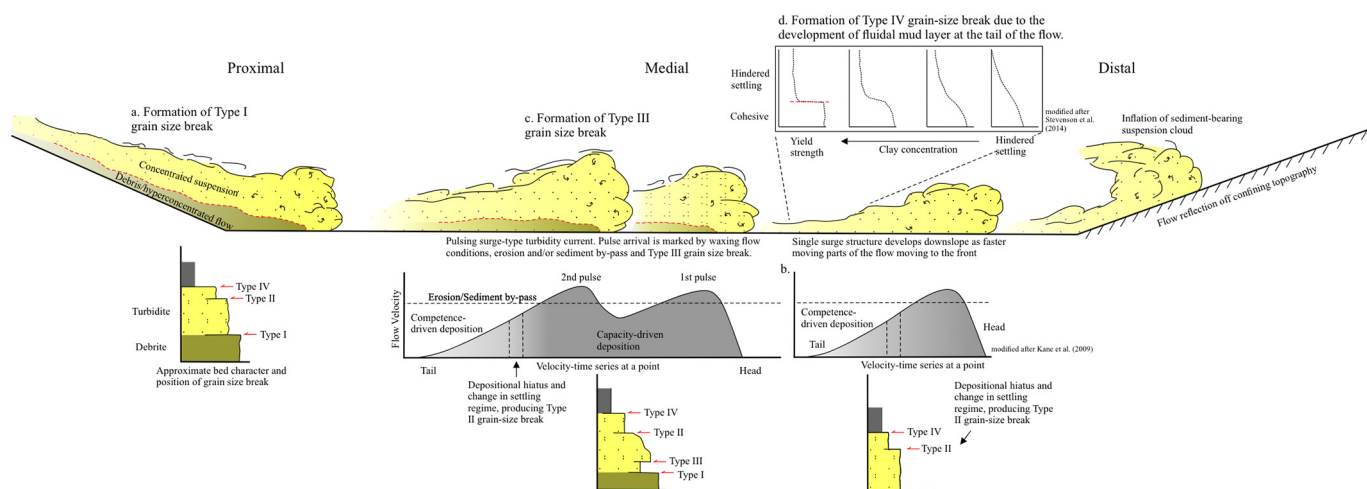 d. Formation of Type IV grain-size break due to the
development of fluidal mud layer at the tail of the flow.
Proximal
Medial
Distal
a. Formation of Type I
grain size break
c. Formation of Type III
grain size break
Hindered
settling
Cohesive
Yield
strength
Clay concentration
Hindered
settling
modified after
Stevenson et al.
(2014)
Inflation of sediment-bearing
suspension cloud
Concentrated suspension
Debris/hyperconcentrated flow
Flow reflection off confining topography
Pulsing surge-type turbidity current. Pulse arrival is marked by waxing flow
conditions, erosion and/or sediment by-pass and Type III grain size break.
Single surge structure develops downslope as faster
moving parts of the flow moving to the front
Type IV
Type II
Turbidite
Type I
Debrite
Approximate bed character and
position of grain size break
2nd pulse
1st pulse
Erosion/Sediment by-pass
Flow Velocity
Competence-
driven deposition
Capacity-driven
deposition
Tail
Velocity-time series at a point
Head
b.
Competence-
driven deposition
Tail
Head
modified after Kane et al. (2009)
Velocity-time series at a point
Depositional hiatus and
change in settling
regime, producing Type
II grain-size break
Type IV
Type II
Type III
Type I
Type IV
Type II
Depositional hiatus and
change in settling
regime, producing Type
II grain-size break